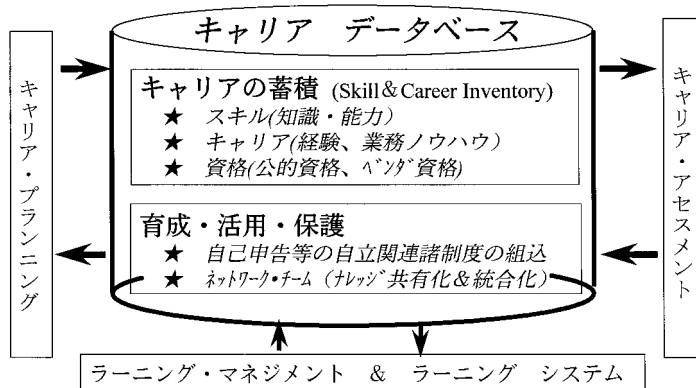 キャリア データベース
キャリアの蓄積 (Skill&Career Inventory)
★ スキル(知識・能力)
★ キャリア(経験、業務ノウハウ)
★ 資格(公的資格、ﾍﾞﾝﾀﾞ資格)
育成・活用・保護
★ 自己申告等の自立関連諸制度の組込
★ ﾈｯﾄﾜｰｸ・ﾁｰﾑ (ﾅﾚｯｼﾞ共有化&統合化)
キャリア・プランニング
キャリア・アセスメント
ラーニング・マネジメント & ラーニング システム